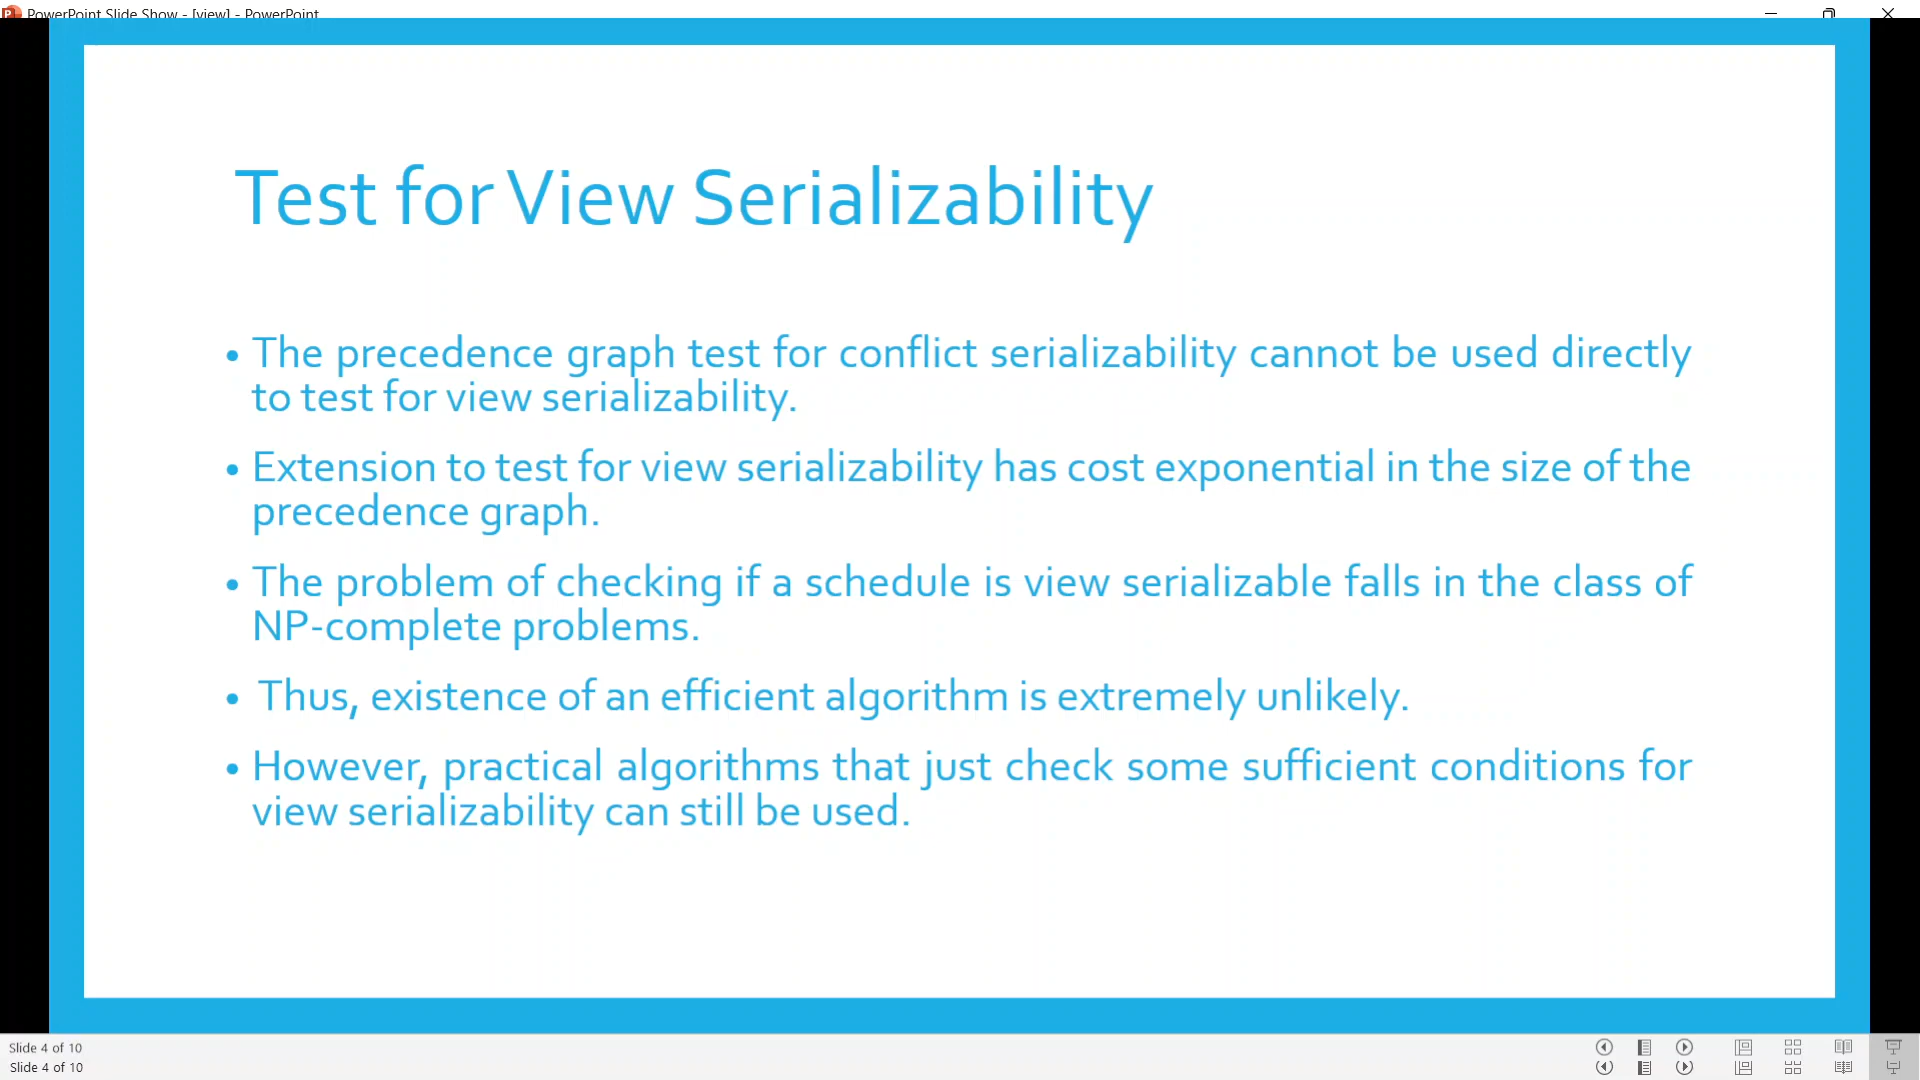 PowerPoint Slide Show - [view] - PowerPoint
Test for View Serializability
• The precedence graph test for conflict serializability cannot be used directly
to test for view serializability.
• Extension to test for view serializability has cost exponential in the size of the
precedence graph.
• The problem of checking if a schedule is view serializable falls in the class of
NP-complete problems.
• Thus, existence of an efficient algorithm is extremely unlikely.
• However, practical algorithms that just check some sufficient conditions for
view serializability can still be used.
Slide 4 of 10
Slide 4 of 10